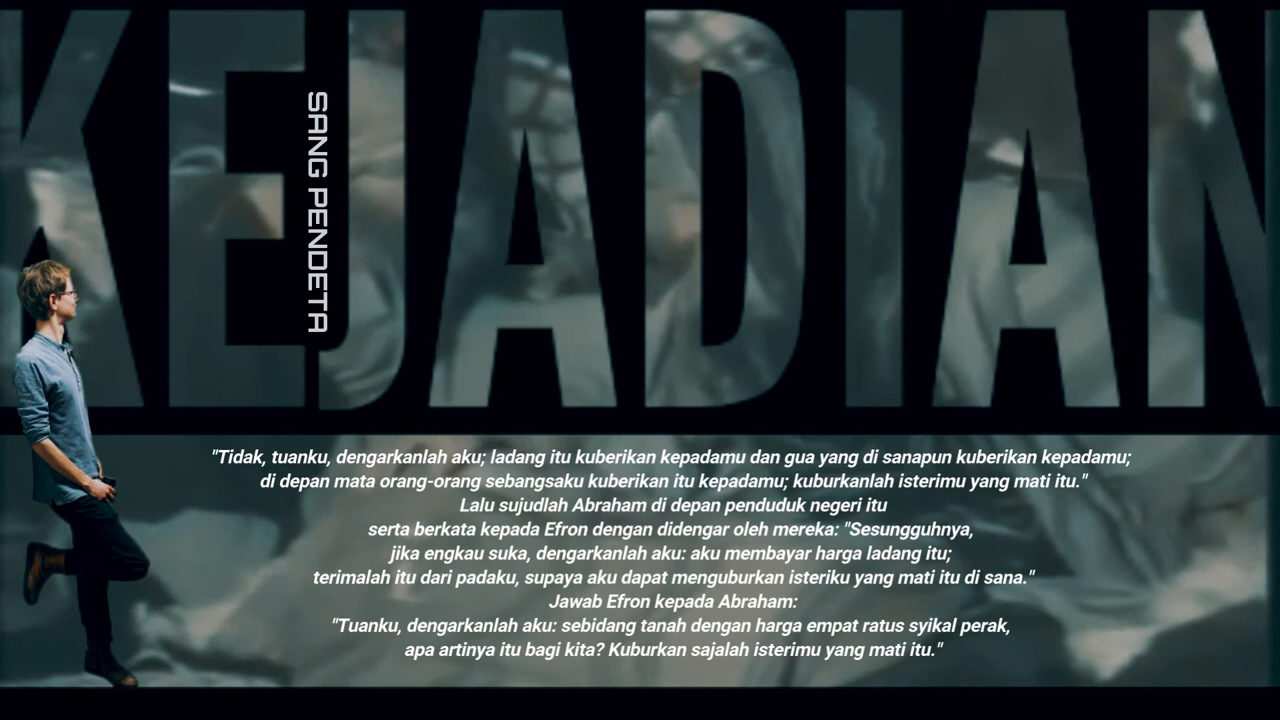 KEJADIAN
SANG PENDETA
"Tidak, tuanku, dengarkanlah aku; ladang itu kuberikan kepadamu dan gua yang di sanapun kuberikan kepadamu;
di depan mata orang-orang sebangsaku kuberikan itu kepadamu; kuburkanlah isterimu yang mati itu."
Lalu sujudlah Abraham di depan penduduk negeri itu
serta berkata kepada Efron dengan didengar oleh mereka: "Sesungguhnya,
jika engkau suka, dengarkanlah aku: aku membayar harga ladang itu;
terimalah itu dari padaku, supaya aku dapat menguburkan isteriku yang mati itu di sana."
Jawab Efron kepada Abraham:
"Tuanku, dengarkanlah aku: sebidang tanah dengan harga empat ratus syikal perak,
apa artinya itu bagi kita? Kuburkan sajalah isterimu yang mati itu."